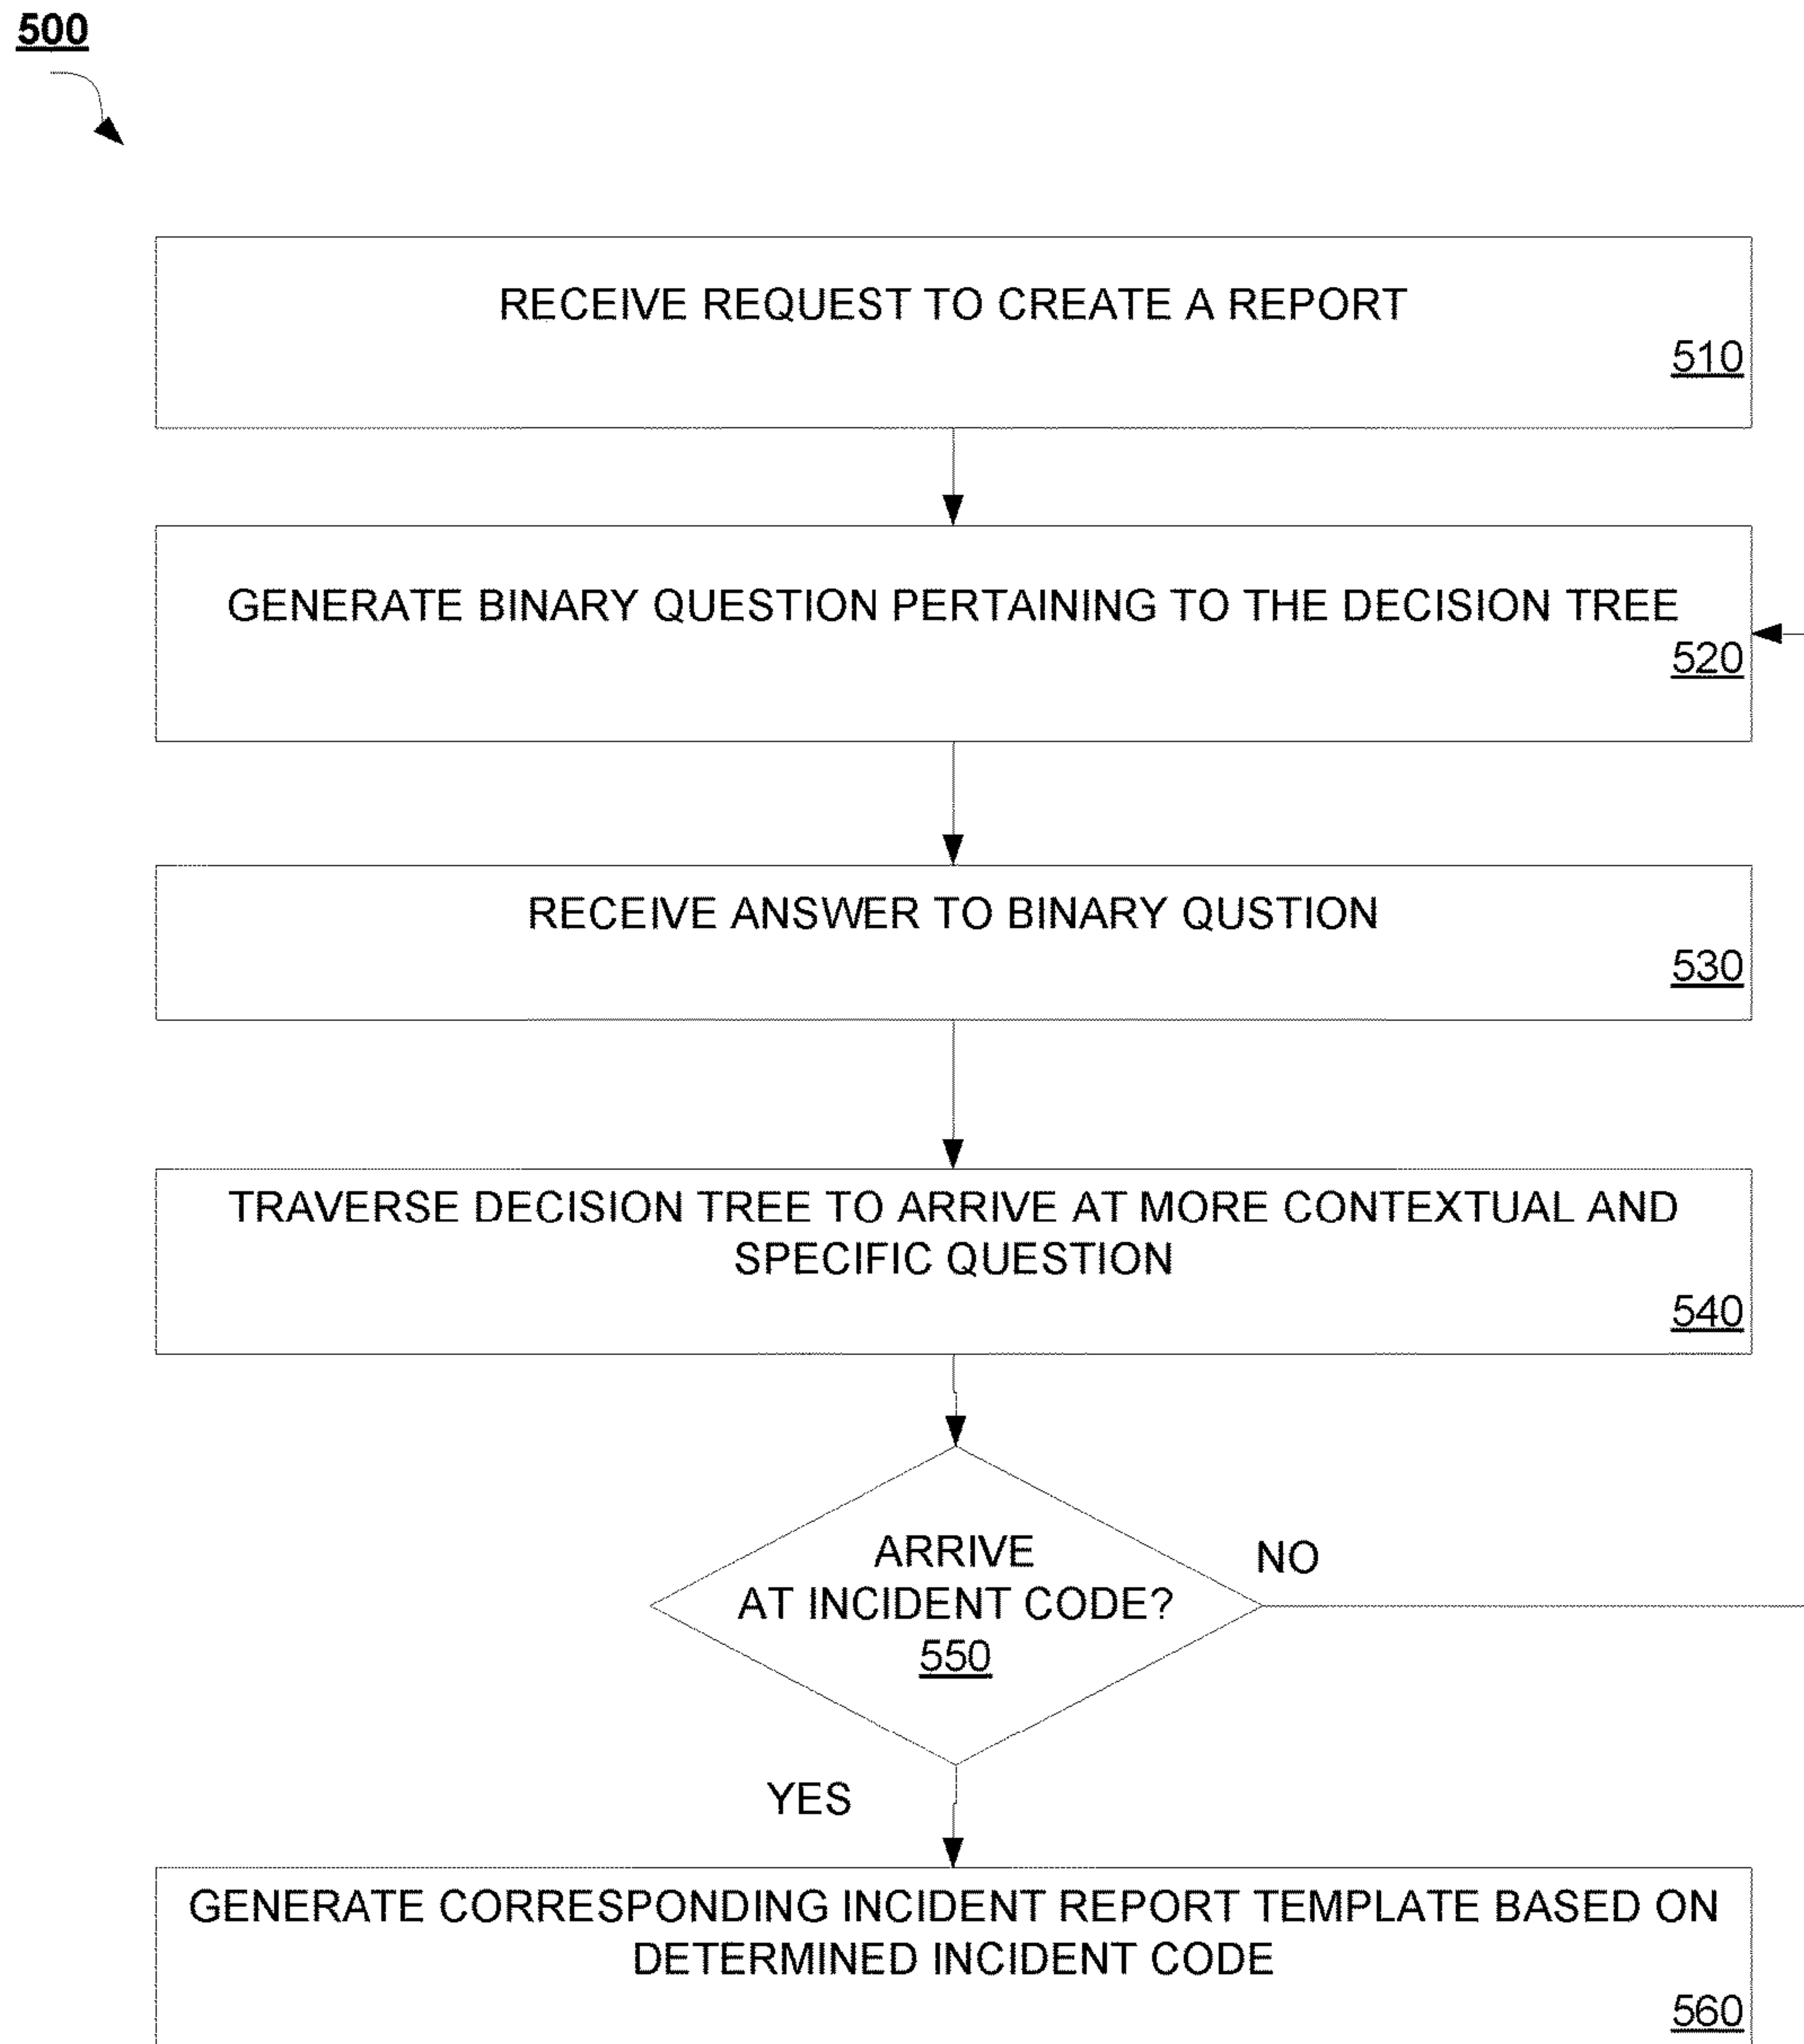 500
RECEIVE REQUEST TO CREATE A REPORT
510
GENERATE BINARY QUESTION PERTAINING TO THE DECISION TREE
520
RECEIVE ANSWER TO BINARY QUSTION
530
TRAVERSE DECISION TREE TO ARRIVE AT MORE CONTEXTUAL AND
SPECIFIC QUESTION
540
ARRIVE
AT INCIDENT CODE?
550
NO
YES
GENERATE CORRESPONDING INCIDENT REPORT TEMPLATE BASED ON
DETERMINED INCIDENT CODE
560